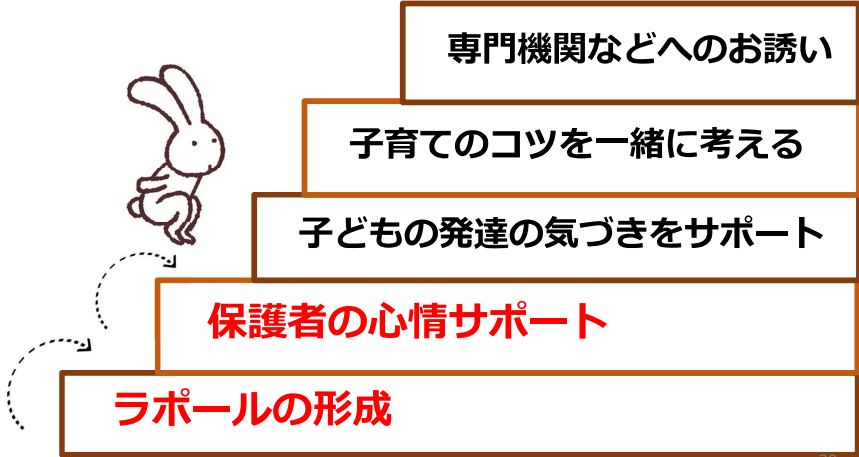 専門機関などへのお誘い
子育てのコツを一緒に考える
子どもの発達の気づきをサポート
保護者の心情サポート
ラポールの形成